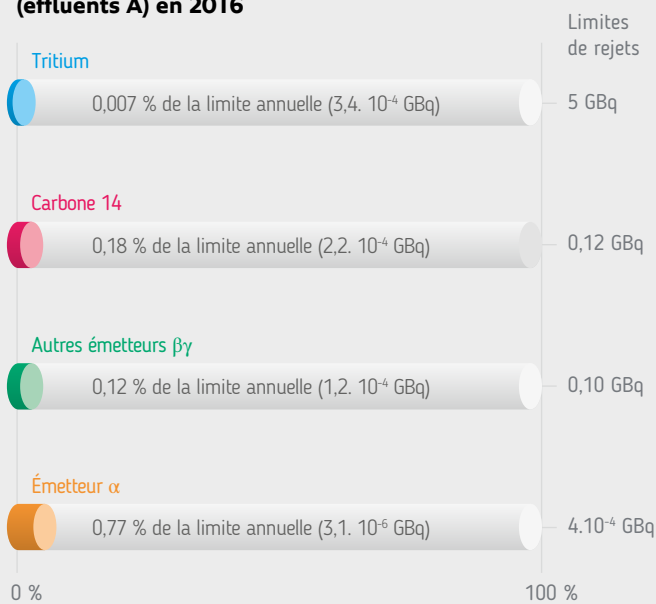 (effluents A) en 2016
Limites
de rejets
Tritium
0,007 % de la limite annuelle (3,4. 10⁻⁴ GBq)
5 GBq
Carbone 14
0,18 % de la limite annuelle (2,2. 10⁻⁴ GBq)
0,12 GBq
Autres émetteurs βγ
0,12 % de la limite annuelle (1,2. 10⁻⁴ GBq)
0,10 GBq
Émetteur α
0,77 % de la limite annuelle (3,1. 10⁻⁶ GBq)
4.10⁻⁴ GBq
0 %
100 %